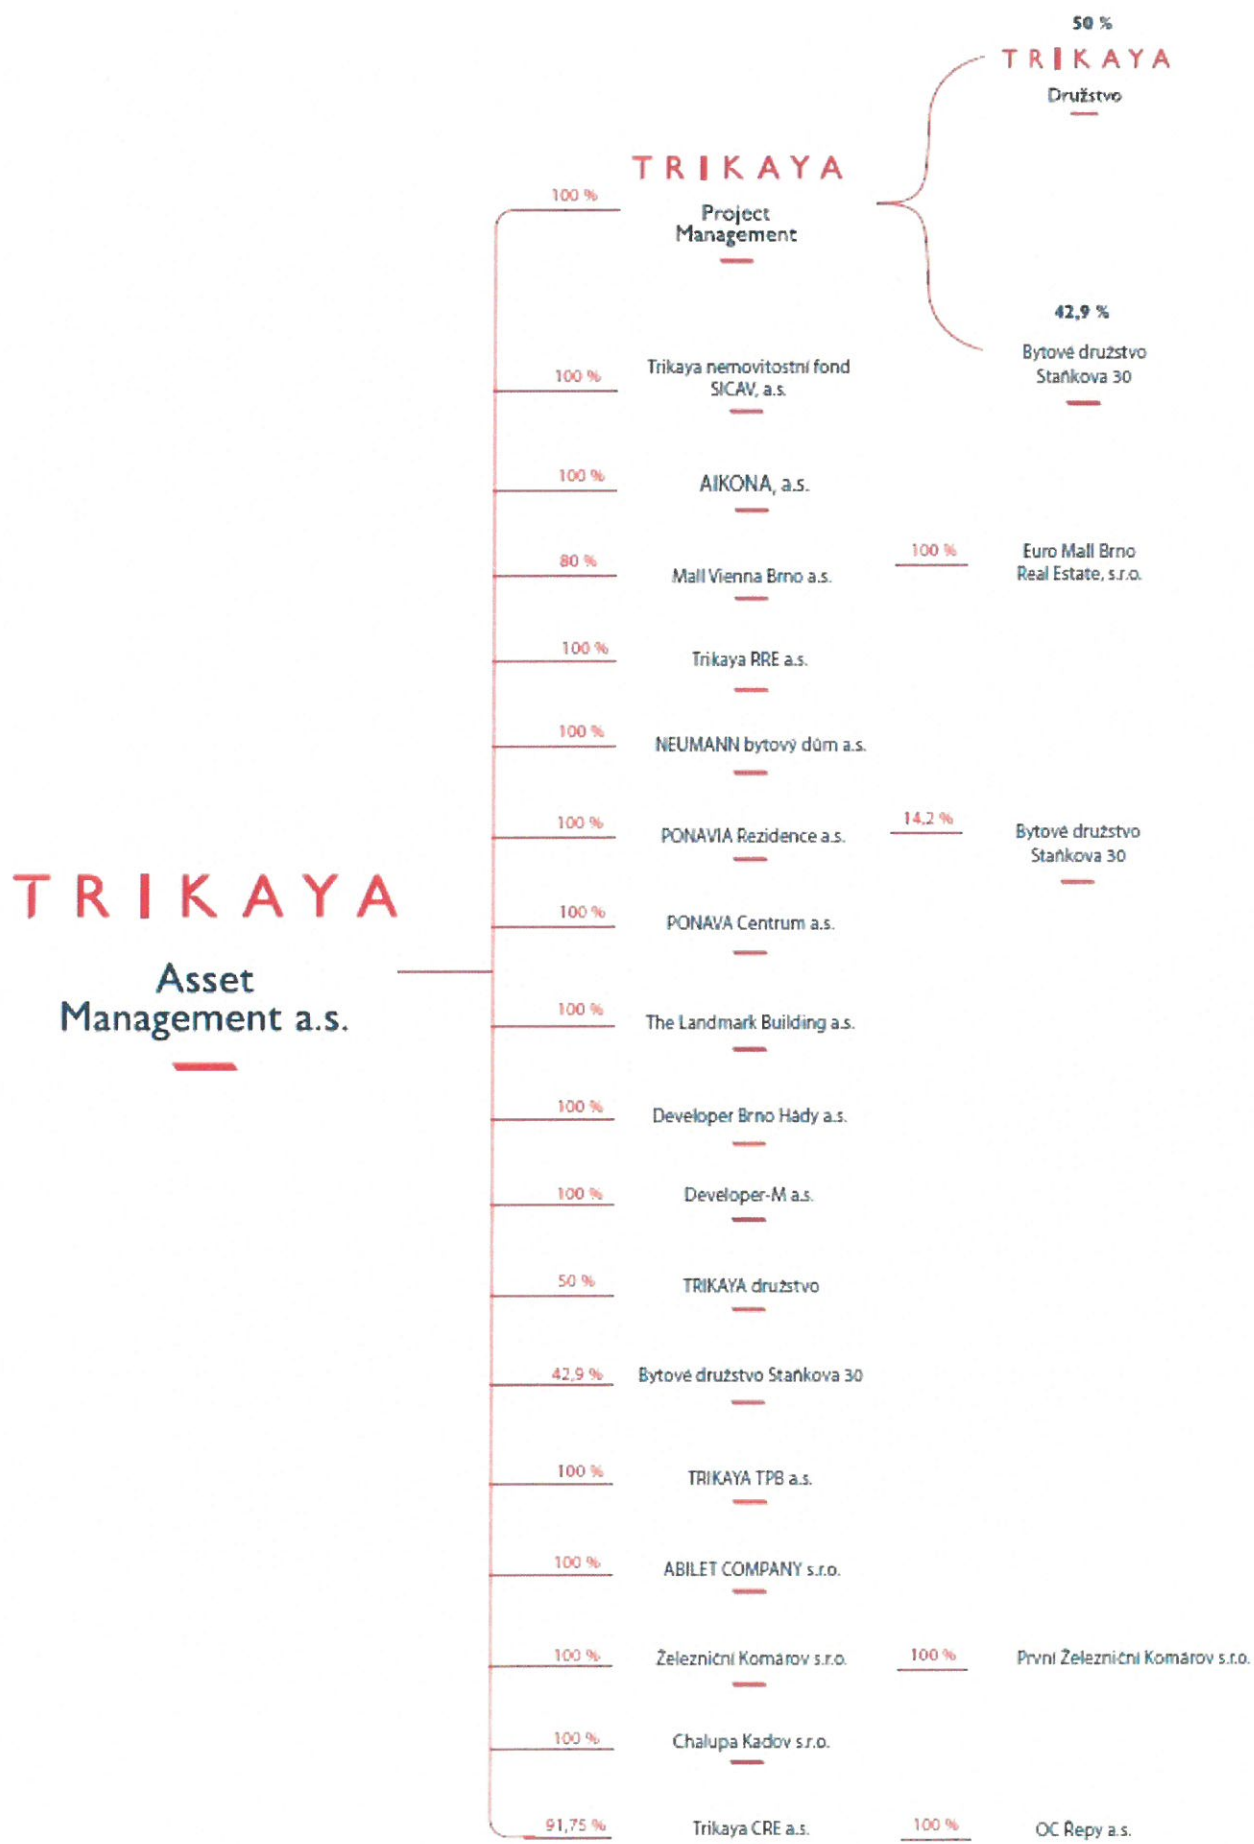 50 %
TRIKAYA
Družstvo
TRIKAYA
100 %
Project
Management
42,9 %
Bytové družstvo
Staňkova 30
100 %
Trikaya nemovitostní fond
SICAV, a.s.
100 %
AIKONA, a.s.
80 %
Mall Vienna Brno a.s.
100 %
Euro Mall Brno
Real Estate, s.r.o.
100 %
Trikaya RRE a.s.
100 %
NEUMANN bytový dům a.s.
100 %
PONAVIA Rezidence a.s.
14,2 %
Bytové družstvo
Staňkova 30
TRIKAYA
Asset
Management a.s.
100 %
PONAVA Centrum a.s.
100 %
The Landmark Building a.s.
100 %
Developer Brno Hády a.s.
100 %
Developer-M a.s.
50 %
TRIKAYA družstvo
42,9 %
Bytové družstvo Staňkova 30
100 %
TRIKAYA TPB a.s.
100 %
ABILET COMPANY s.r.o.
100 %
Železniční Komárov s.r.o.
100 %
První Železniční Komárov s.r.o.
100 %
Chalupa Kadov s.r.o.
91,75 %
Trikaya CRE a.s.
100 %
OC Řepy a.s.